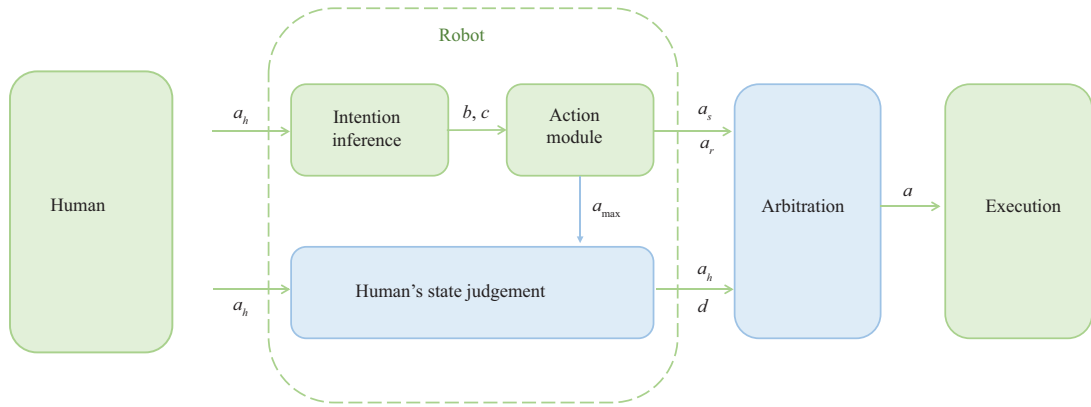 Robot
Human
a_h
Intention
inference
b, c
Action
module
a_s
a_r
a_max
a_h
Human's state judgement
a_h
d
Arbitration
a
Execution